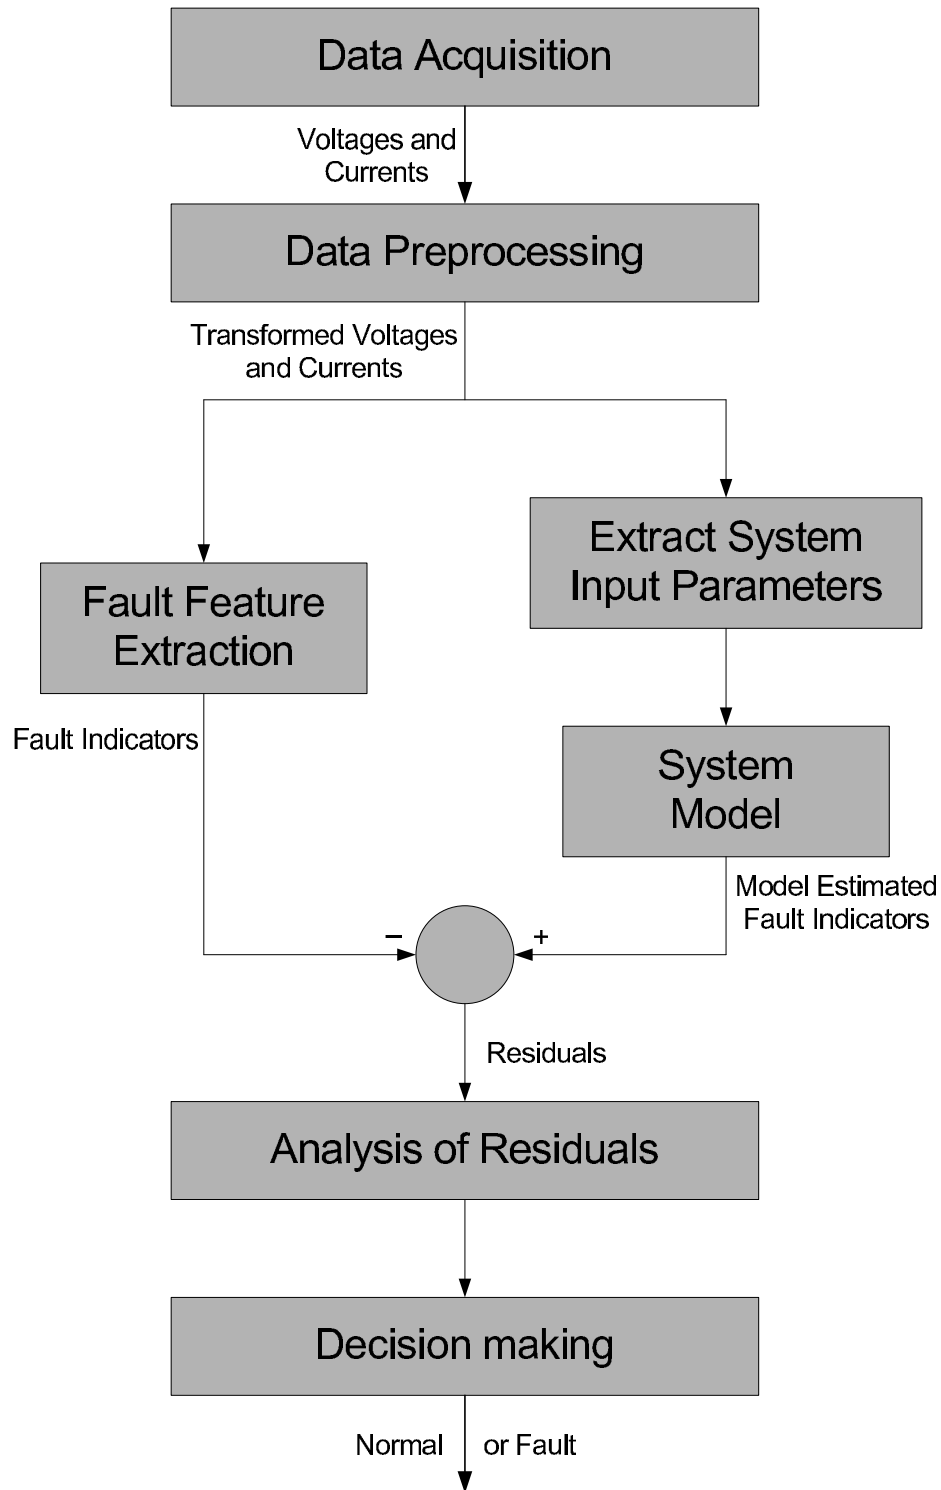 Data Acquisition
Voltages and
Currents
Data Preprocessing
Transformed Voltages
and Currents
Extract System
Input Parameters
Fault Feature
Extraction
Fault Indicators
System
Model
Model Estimated
Fault Indicators
− +
Residuals
Analysis of Residuals
Decision making
Normal or Fault